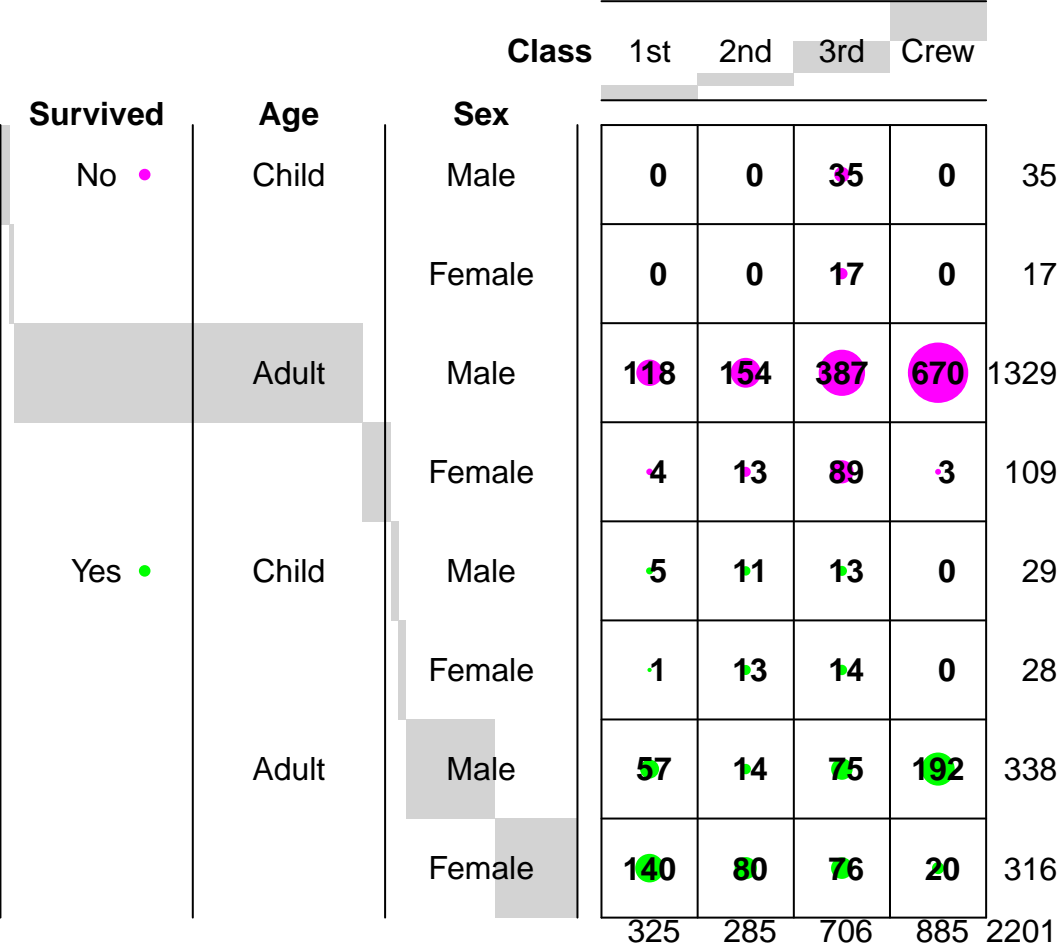 Class 1st 2nd 3rd Crew
Survived Age Sex
No Child Male 0 0 35 0 35
Female 0 0 17 0 17
Adult Male 118 154 387 670 1329
Female 4 13 89 3 109
Yes Child Male 5 11 13 0 29
Female 1 13 14 0 28
Adult Male 57 14 75 192 338
Female 140 80 76 20 316
325 285 706 885 2201